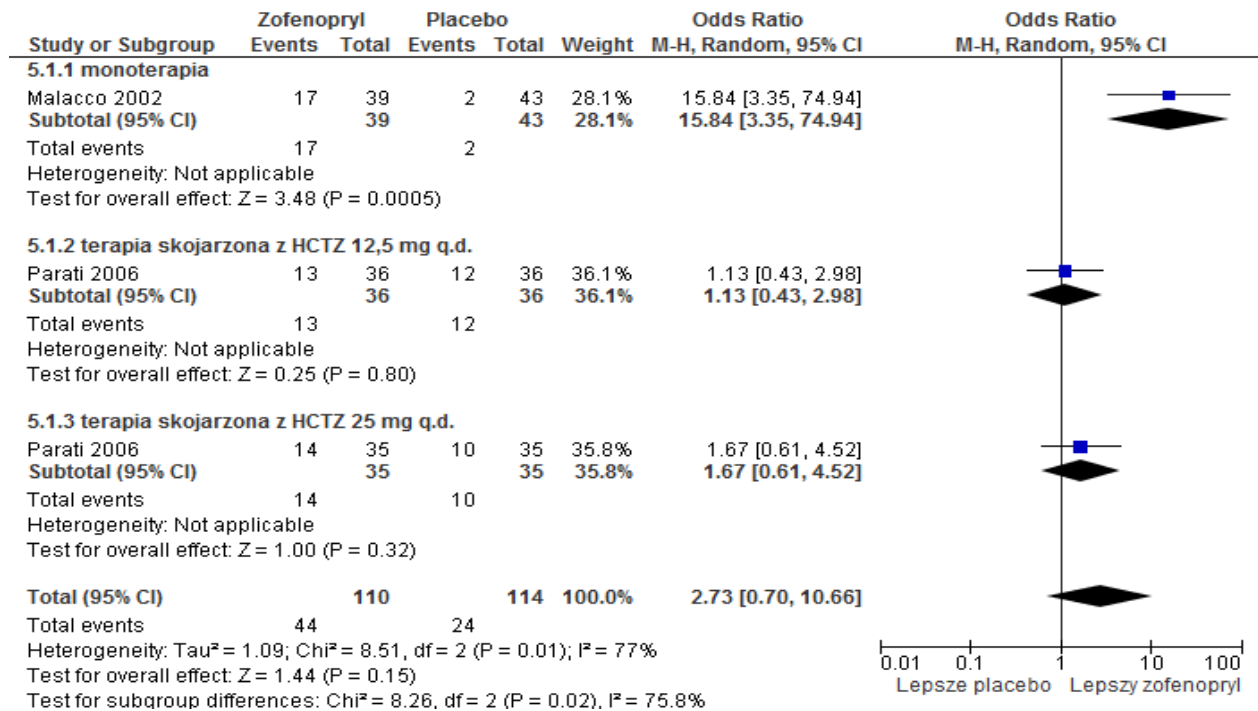 Zofenopryl Placebo Odds Ratio Odds Ratio
Study or Subgroup Events Total Events Total Weight M-H, Random, 95% CI M-H, Random, 95% CI
5.1.1 monoterapia
Malacco 2002 17 39 2 43 28.1% 15.84 [3.35, 74.94]
Subtotal (95% CI) 39 43 28.1% 15.84 [3.35, 74.94]
Total events 17 2
Heterogeneity: Not applicable
Test for overall effect: Z = 3.48 (P = 0.0005)
5.1.2 terapia skojarzona z HCTZ 12,5 mg q.d.
Parati 2006 13 36 12 36 36.1% 1.13 [0.43, 2.98]
Subtotal (95% CI) 36 36 36.1% 1.13 [0.43, 2.98]
Total events 13 12
Heterogeneity: Not applicable
Test for overall effect: Z = 0.25 (P = 0.80)
5.1.3 terapia skojarzona z HCTZ 25 mg q.d.
Parati 2006 14 35 10 35 35.8% 1.67 [0.61, 4.52]
Subtotal (95% CI) 35 35 35.8% 1.67 [0.61, 4.52]
Total events 14 10
Heterogeneity: Not applicable
Test for overall effect: Z = 1.00 (P = 0.32)
Total (95% CI) 110 114 100.0% 2.73 [0.70, 10.66]
Total events 44 24
Heterogeneity: Tau² = 1.09; Chi² = 8.51, df = 2 (P = 0.01); I² = 77%
Test for overall effect: Z = 1.44 (P = 0.15)
Test for subgroup differences: Chi² = 8.26, df = 2 (P = 0.02), I² = 75.8%
0.01 0.1 1 10 100
Lepsze placebo Lepszy zofenopryl